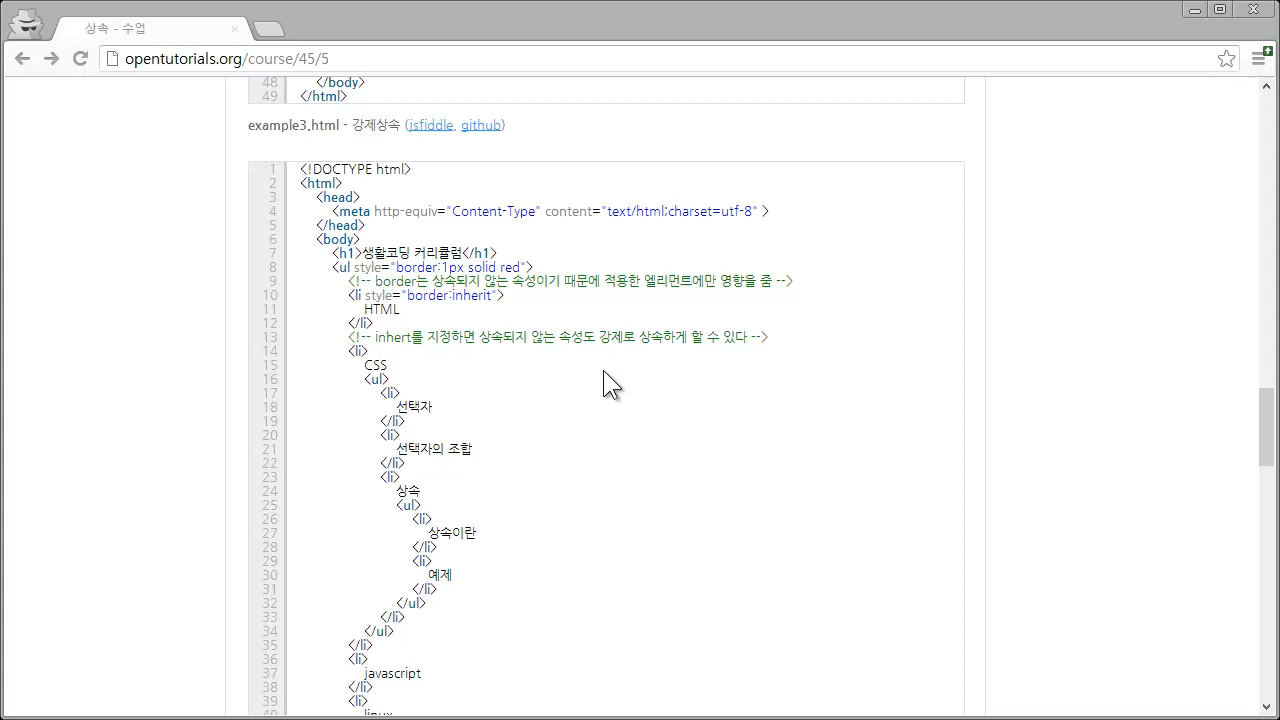 상속 - 수업
opentutorials.org/course/45/5
48 </body>
49 </html>
example3.html - 강제상속 (jsfiddle, github)
1 <!DOCTYPE html>
2 <html>
3 <head>
4 <meta http-equiv="Content-Type" content="text/html;charset=utf-8" >
5 </head>
6 <body>
7 <h1>생활코딩 커리큘럼</h1>
8 <ul style="border:1px solid red">
9 <!-- border는 상속되지 않는 속성이기 때문에 적용한 엘리먼트에만 영향을 줌 -->
10 <li style="border:inherit">
11 HTML
12 </li>
13 <!-- inhert를 지정하면 상속되지 않는 속성도 강제로 상속하게 할 수 있다 -->
14 <li>
15 CSS
16 <ul>
17 <li>
18 선택자
19 </li>
20 <li>
21 선택자의 조합
22 </li>
23 <li>
24 상속
25 <ul>
26 <li>
27 상속이란
28 </li>
29 <li>
30 예제
31 </li>
32 </ul>
33 </li>
34 </ul>
35 </li>
36 <li>
37 javascript
38 </li>
39 <li>
40 linux